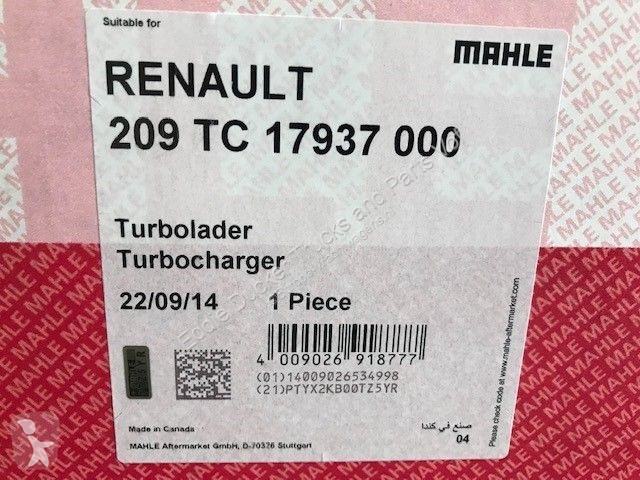 Suitable for
MAHLE
RENAULT
209 TC 17937 000
Turbolader
Turbocharger
22/09/14 1 Piece
4 009026 918777
(01)14009026534998
(21)PTYX2KB00TZ5YR
Made in Canada
MAHLE Aftermarket GmbH, D-70376 Stuttgart
صنع في كندا
04
Please check code at www.mahle-aftermarket.com